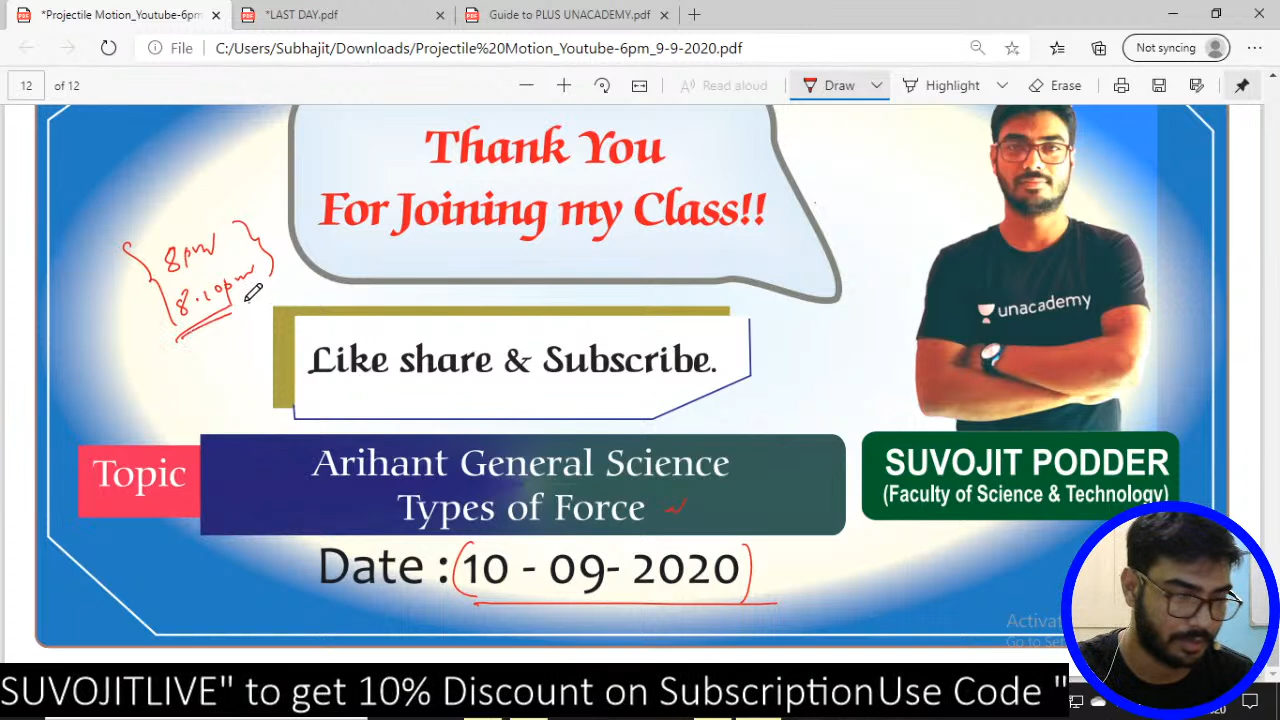 *Projectile Motion_Youtube-6pm
*LAST DAY.pdf
Guide to PLUS UNACADEMY.pdf
File
C:/Users/Subhajit/Downloads/Projectile%20Motion_Youtube-6pm_9-9-2020.pdf
Not syncing
12 of 12
Read aloud
Draw
Highlight
Erase
Thank You
For Joining my Class!!
8pm
8.10pm
unacademy
Like share & Subscribe.
Topic
Arihant General Science
Types of Force
SUVOJIT PODDER
(Faculty of Science & Technology)
Date : 10 - 09- 2020
SUVOJITLIVE" to get 10% Discount on Subscription Use Code "